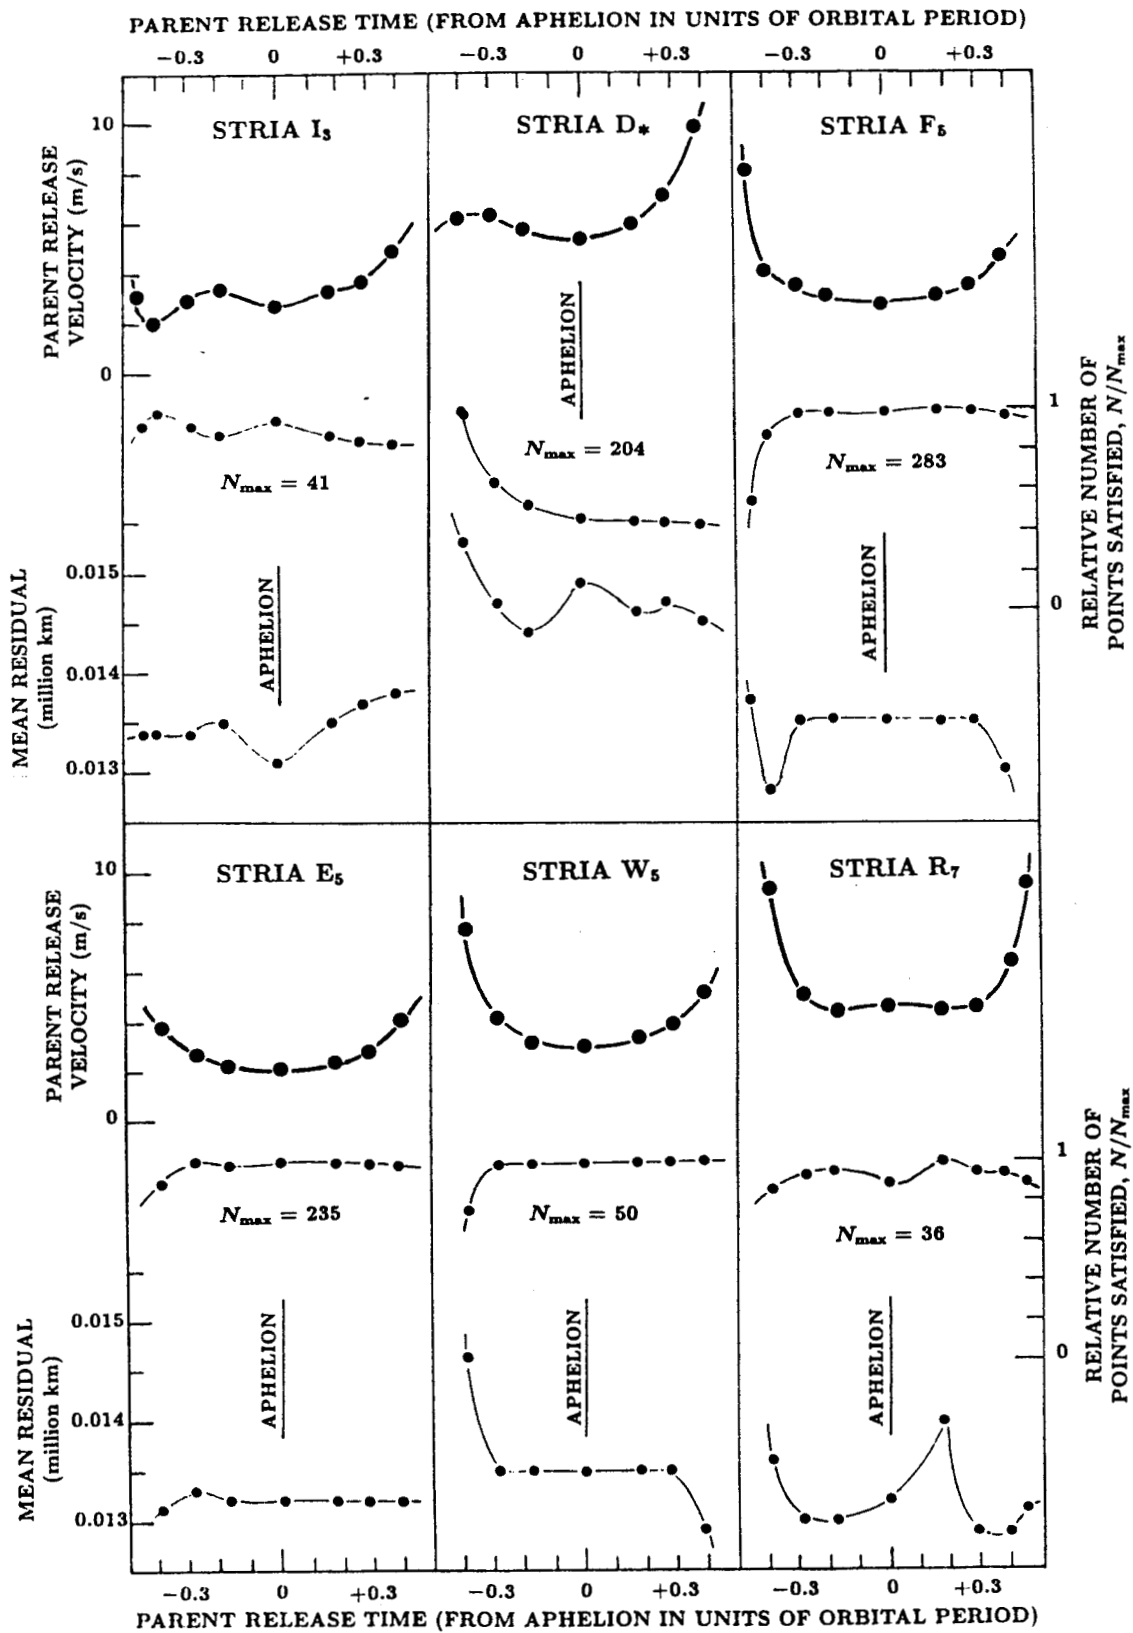 PARENT RELEASE TIME (FROM APHELION IN UNITS OF ORBITAL PERIOD)
−0.3 0 +0.3 −0.3 0 +0.3 −0.3 0 +0.3
STRIA I₃
STRIA D*
STRIA F₅
PARENT RELEASE
VELOCITY (m/s)
10
0
APHELION
Nmax = 41
Nmax = 204
Nmax = 283
RELATIVE NUMBER OF
POINTS SATISFIED, N/Nmax
1
0
MEAN RESIDUAL
(million km)
0.015
0.014
0.013
APHELION
APHELION
STRIA E₅
STRIA W₅
STRIA R₇
PARENT RELEASE
VELOCITY (m/s)
10
0
Nmax = 235
Nmax = 50
Nmax = 36
RELATIVE NUMBER OF
POINTS SATISFIED, N/Nmax
1
0
MEAN RESIDUAL
(million km)
0.015
0.014
0.013
APHELION
APHELION
APHELION
−0.3 0 +0.3 −0.3 0 +0.3 −0.3 0 +0.3
PARENT RELEASE TIME (FROM APHELION IN UNITS OF ORBITAL PERIOD)